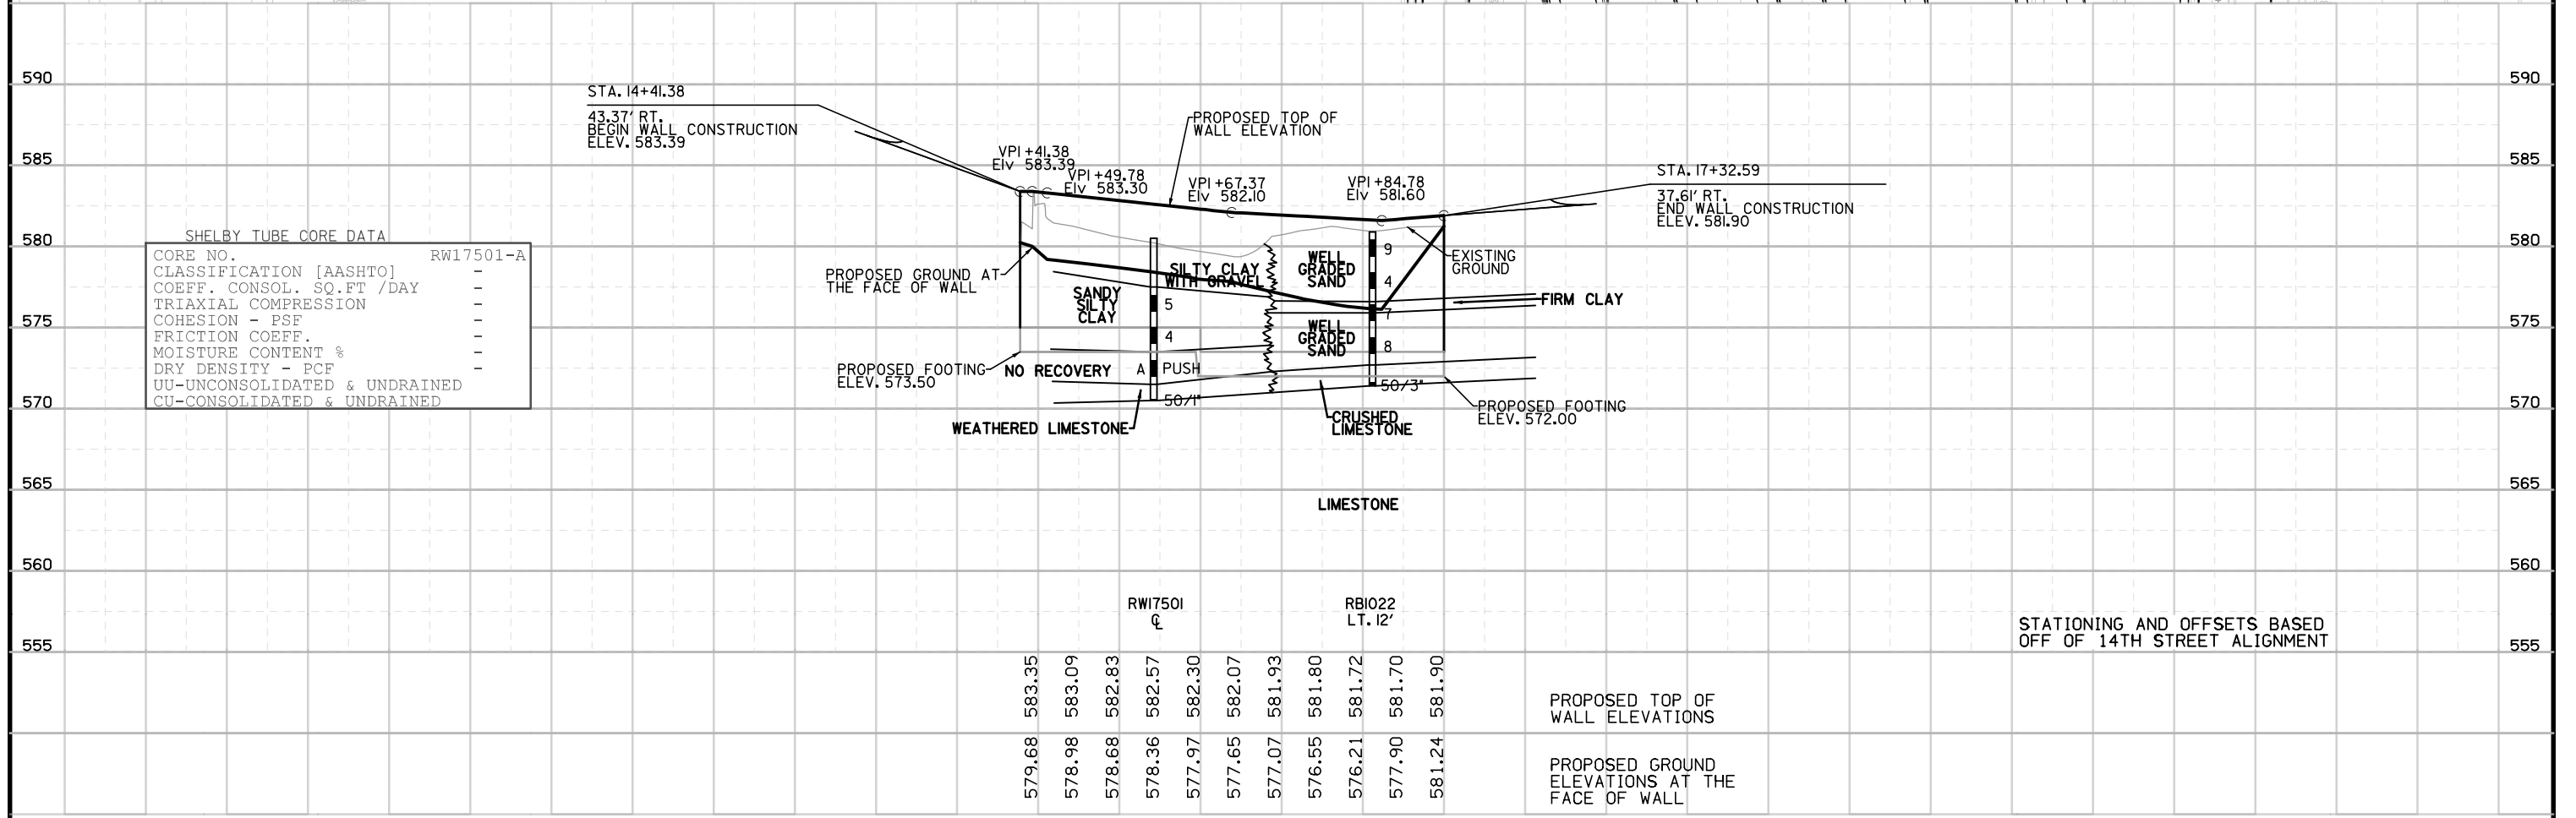 590
590
STA. 14+41.38
43.37' RT.
BEGIN WALL CONSTRUCTION
ELEV. 583.39
PROPOSED TOP OF
WALL ELEVATION
585
585
VPI +41.38
Elv 583.39
VPI +49.78
Elv 583.30
VPI +67.37
Elv 582.10
VPI +84.78
Elv 581.60
STA. 17+32.59
37.61' RT.
END WALL CONSTRUCTION
ELEV. 581.90
SHELBY TUBE CORE DATA
CORE NO. RW17501-A
CLASSIFICATION [AASHTO] -
COEFF. CONSOL. SQ.FT /DAY -
TRIAXIAL COMPRESSION -
COHESION - PSF -
FRICTION COEFF. -
MOISTURE CONTENT % -
DRY DENSITY - PCF -
UU-UNCONSOLIDATED & UNDRAINED
CU-CONSOLIDATED & UNDRAINED
580
580
PROPOSED GROUND AT
THE FACE OF WALL
SILTY CLAY
WITH GRAVEL
WELL
GRADED
SAND
9
4
7
8
50/3"
EXISTING
GROUND
SANDY
SILTY
CLAY
5
4
A PUSH
50/1"
FIRM CLAY
575
575
WELL
GRADED
SAND
PROPOSED FOOTING
ELEV. 573.50
NO RECOVERY
570
570
WEATHERED LIMESTONE
CRUSHED
LIMESTONE
PROPOSED FOOTING
ELEV. 572.00
565
565
LIMESTONE
560
560
RW17501
℄
RB1022
LT. 12'
STATIONING AND OFFSETS BASED
OFF OF 14TH STREET ALIGNMENT
555
555
583.35
583.09
582.83
582.57
582.30
582.07
581.93
581.80
581.72
581.70
581.90
PROPOSED TOP OF
WALL ELEVATIONS
579.68
578.98
578.68
578.36
577.97
577.65
577.07
576.55
576.21
577.90
581.24
PROPOSED GROUND
ELEVATIONS AT THE
FACE OF WALL